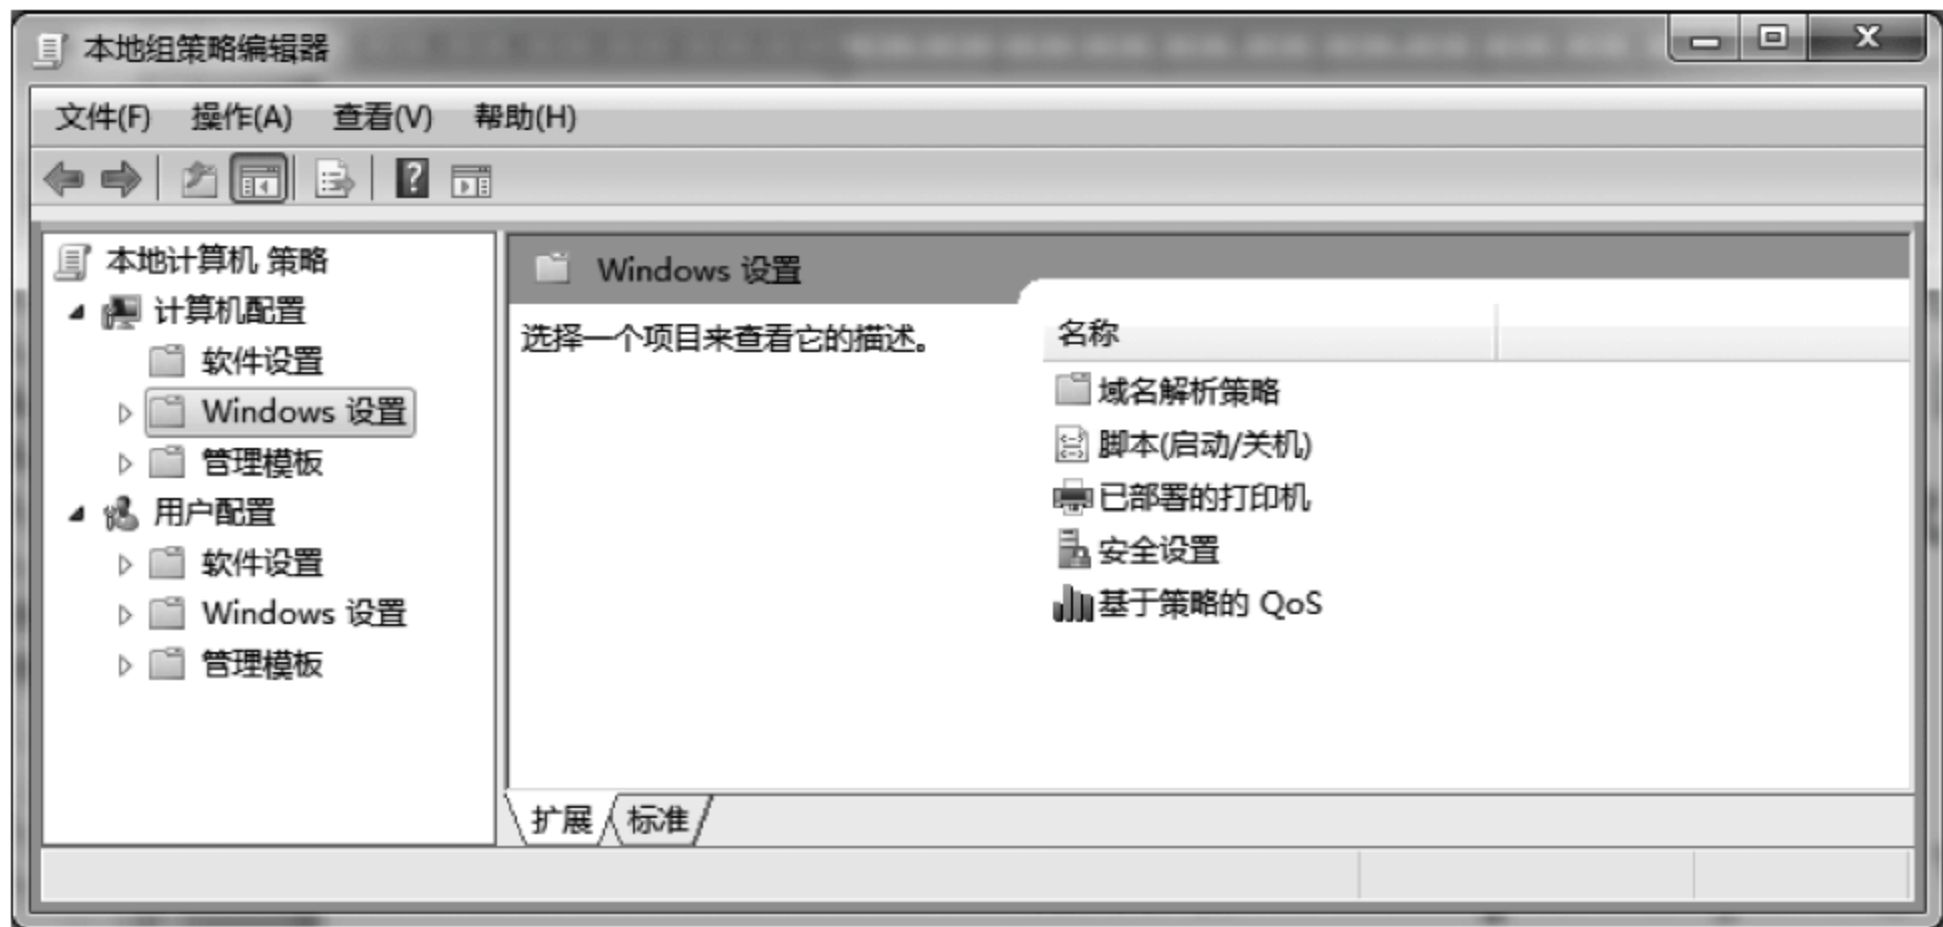 本地组策略编辑器
文件(F) 操作(A) 查看(V) 帮助(H)
本地计算机 策略
计算机配置
软件设置
Windows 设置
管理模板
用户配置
软件设置
Windows 设置
管理模板
Windows 设置
选择一个项目来查看它的描述。
名称
域名解析策略
脚本(启动/关机)
已部署的打印机
安全设置
基于策略的 QoS
扩展 标准